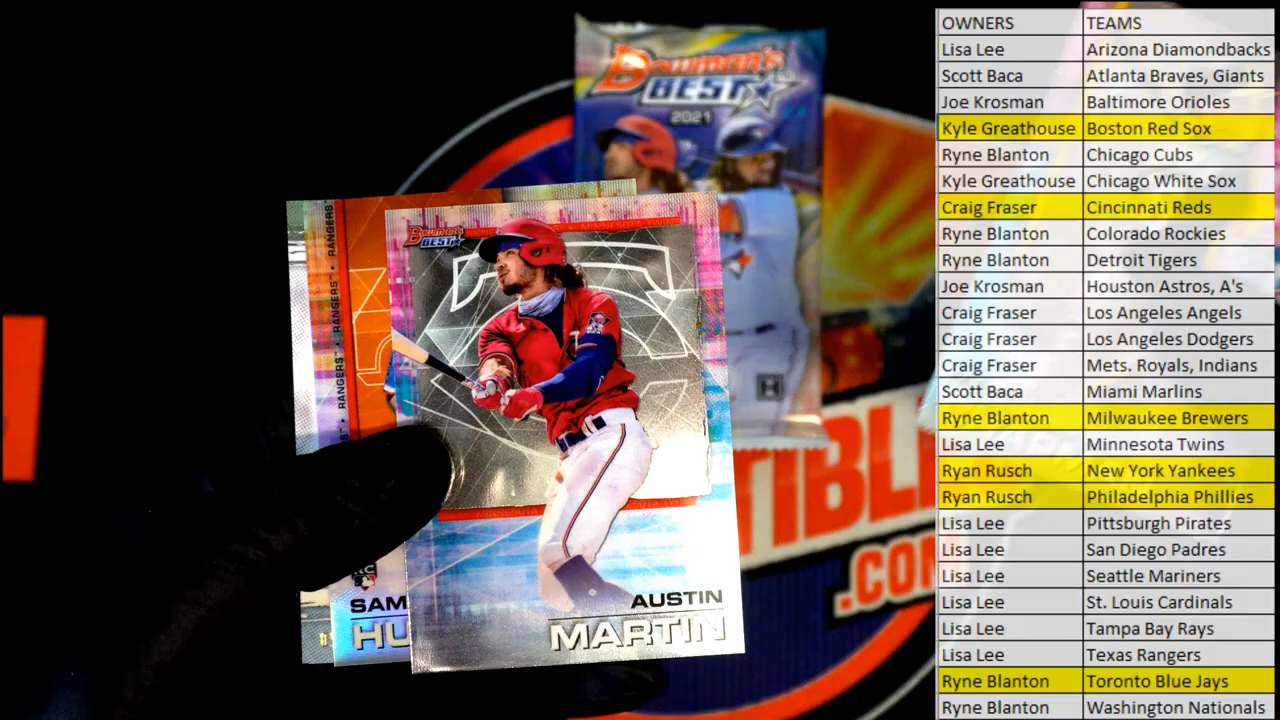 BOWMAN'S
BEST
2021
H
RANGERS • RANGERS • RANGERS
BOWMAN'S
BEST
MINNESOTA TWINS
AUSTIN
MARTIN
RC
SAM
HU
TIBL
.COM
OWNERS TEAMS
Lisa Lee Arizona Diamondbacks
Scott Baca Atlanta Braves, Giants
Joe Krosman Baltimore Orioles
Kyle Greathouse Boston Red Sox
Ryne Blanton Chicago Cubs
Kyle Greathouse Chicago White Sox
Craig Fraser Cincinnati Reds
Ryne Blanton Colorado Rockies
Ryne Blanton Detroit Tigers
Joe Krosman Houston Astros, A's
Craig Fraser Los Angeles Angels
Craig Fraser Los Angeles Dodgers
Craig Fraser Mets. Royals, Indians
Scott Baca Miami Marlins
Ryne Blanton Milwaukee Brewers
Lisa Lee Minnesota Twins
Ryan Rusch New York Yankees
Ryan Rusch Philadelphia Phillies
Lisa Lee Pittsburgh Pirates
Lisa Lee San Diego Padres
Lisa Lee Seattle Mariners
Lisa Lee St. Louis Cardinals
Lisa Lee Tampa Bay Rays
Lisa Lee Texas Rangers
Ryne Blanton Toronto Blue Jays
Ryne Blanton Washington Nationals